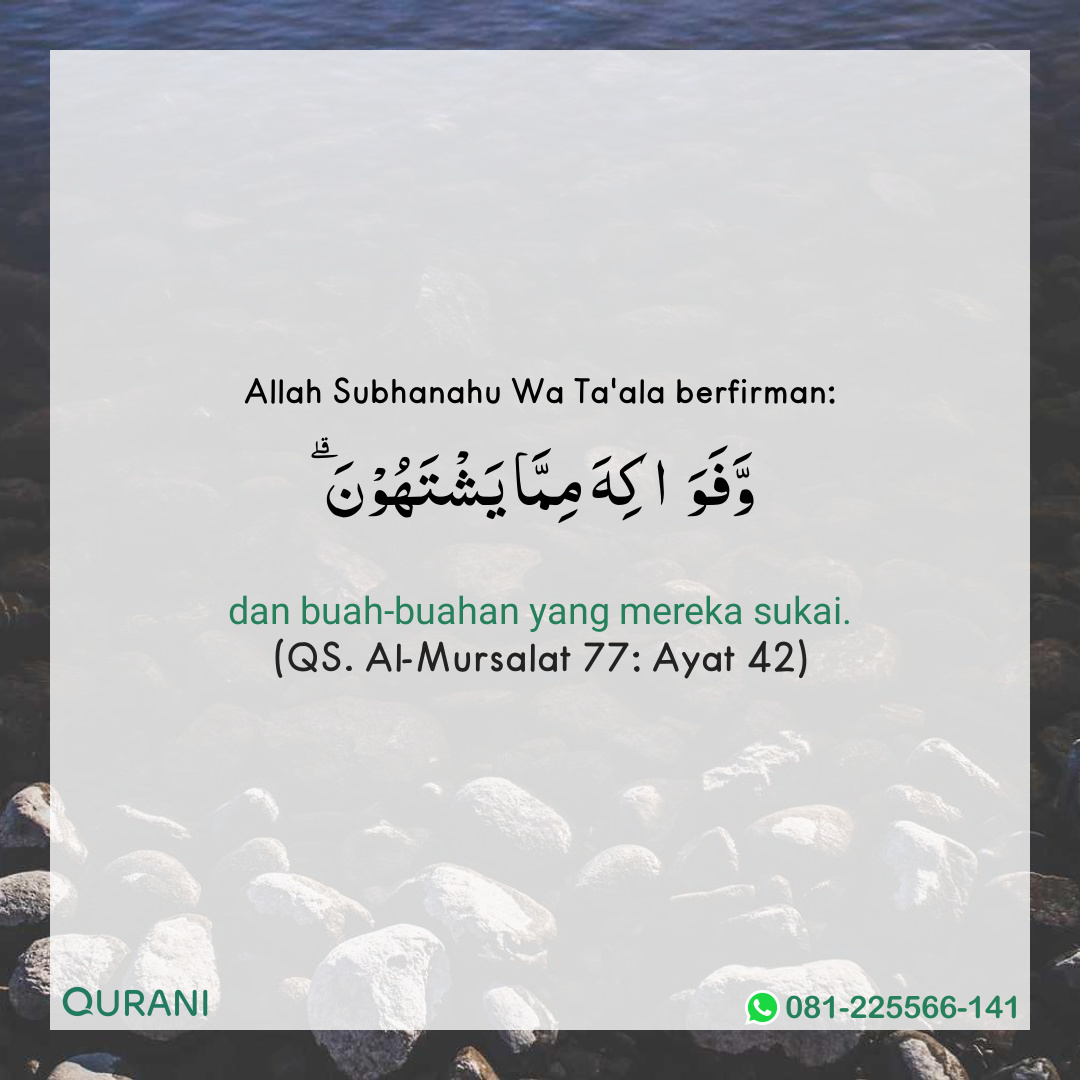 Allah Subhanahu Wa Ta'ala berfirman:
وَّفَوَا كِهَ مِمَّا يَشْتَهُوْنَ ۗ
dan buah-buahan yang mereka sukai.
(QS. Al-Mursalat 77: Ayat 42)
QURANI
081-225566-141